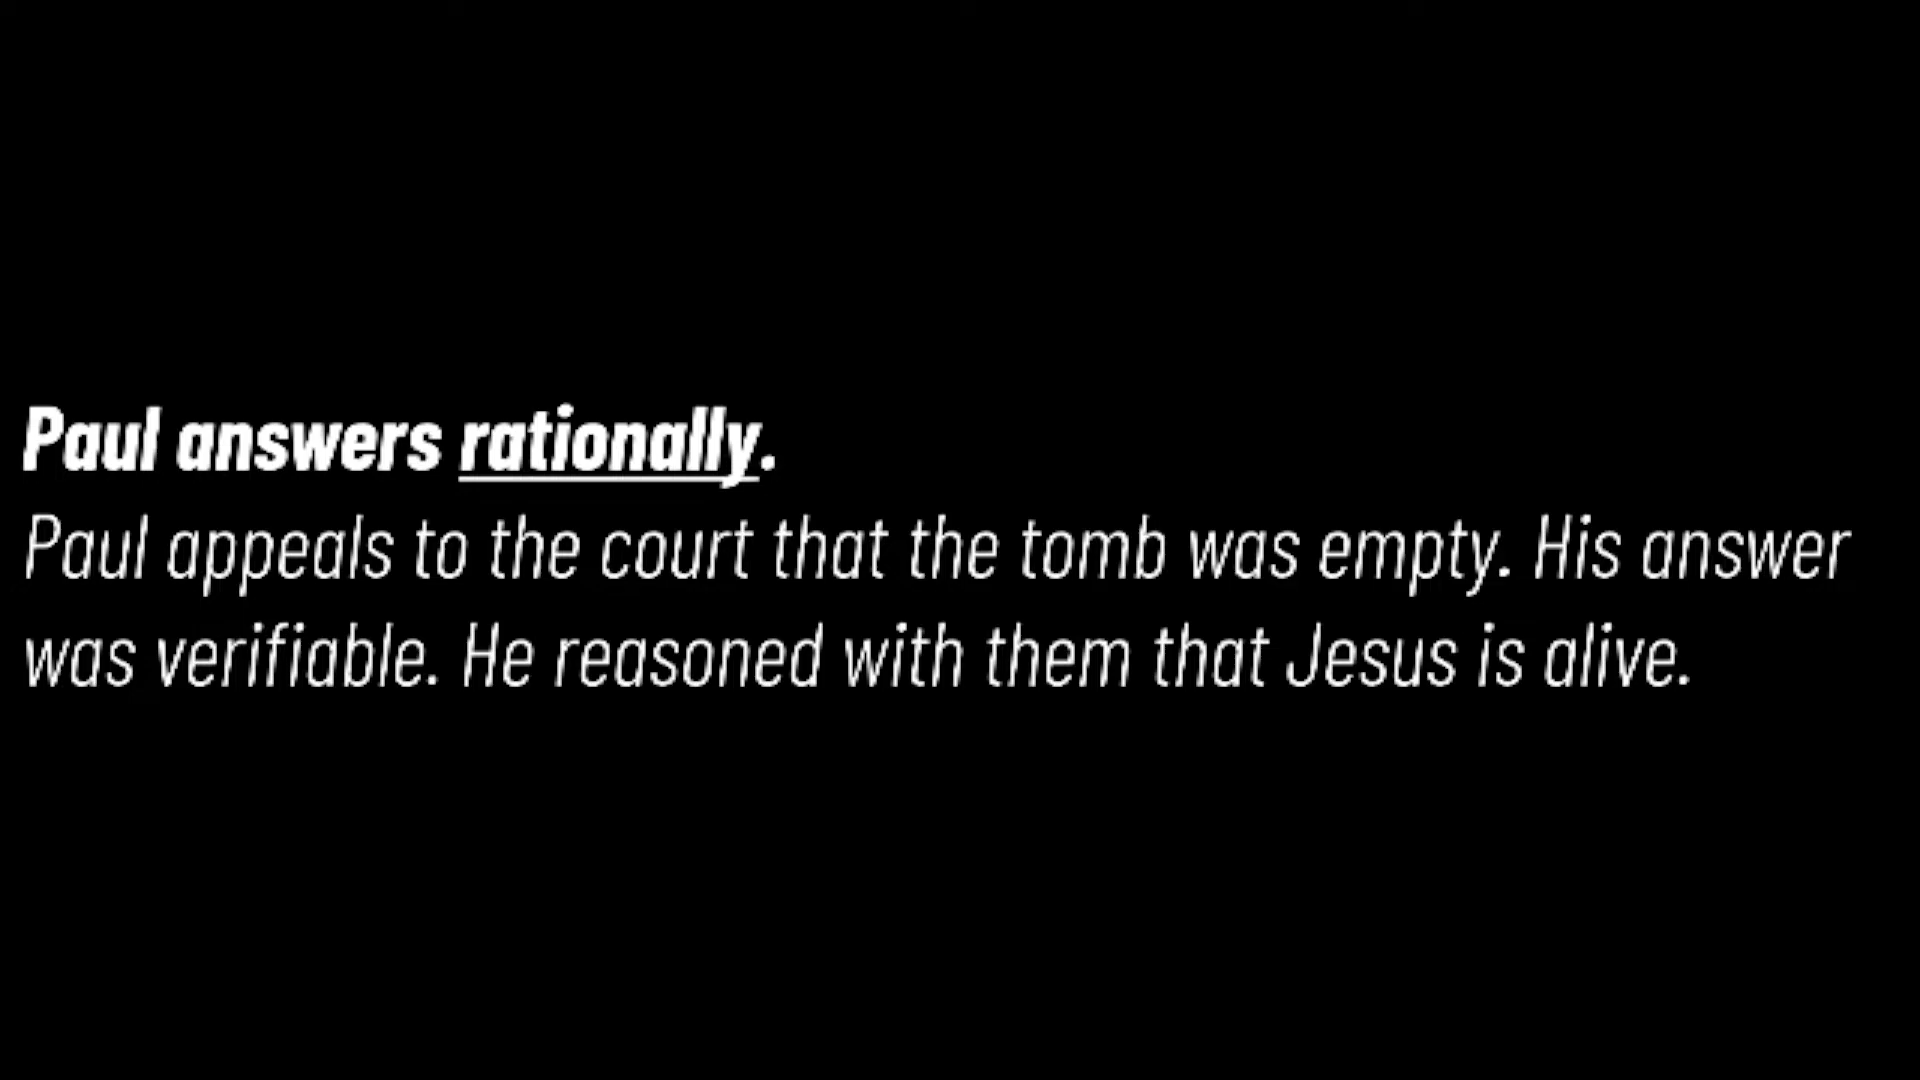 Paul answers rationally.
Paul appeals to the court that the tomb was empty. His answer
was verifiable. He reasoned with them that Jesus is alive.